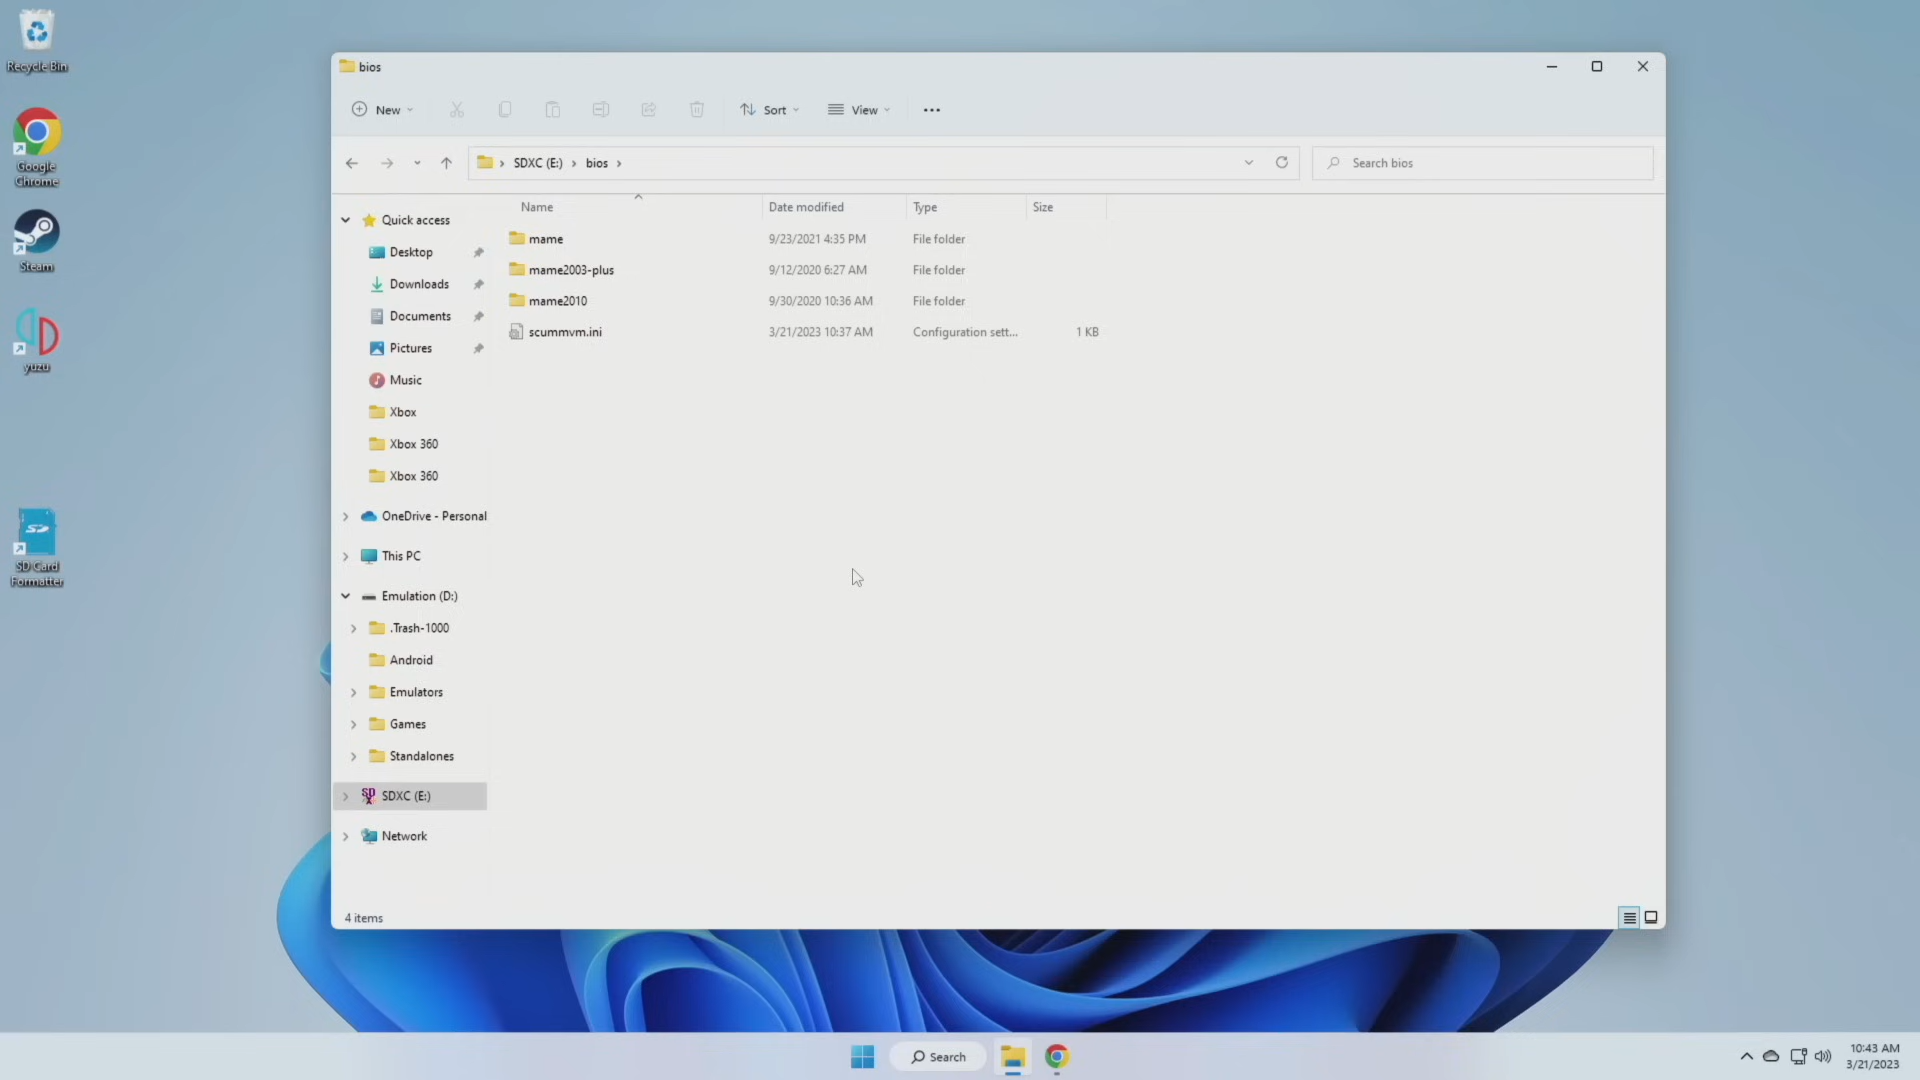 Recycle Bin
Google
Chrome
Steam
yuzu
SD Card
Formatter
bios
New
Sort
View
SDXC (E:)
bios
Search bios
Name
Date modified
Type
Size
mame
9/23/2021 4:35 PM
File folder
mame2003-plus
9/12/2020 6:27 AM
File folder
mame2010
9/30/2020 10:36 AM
File folder
scummvm.ini
3/21/2023 10:37 AM
Configuration sett...
1 KB
Quick access
Desktop
Downloads
Documents
Pictures
Music
Xbox
Xbox 360
Xbox 360
OneDrive - Personal
This PC
Emulation (D:)
.Trash-1000
Android
Emulators
Games
Standalones
SDXC (E:)
Network
4 items
Search
10:43 AM
3/21/2023